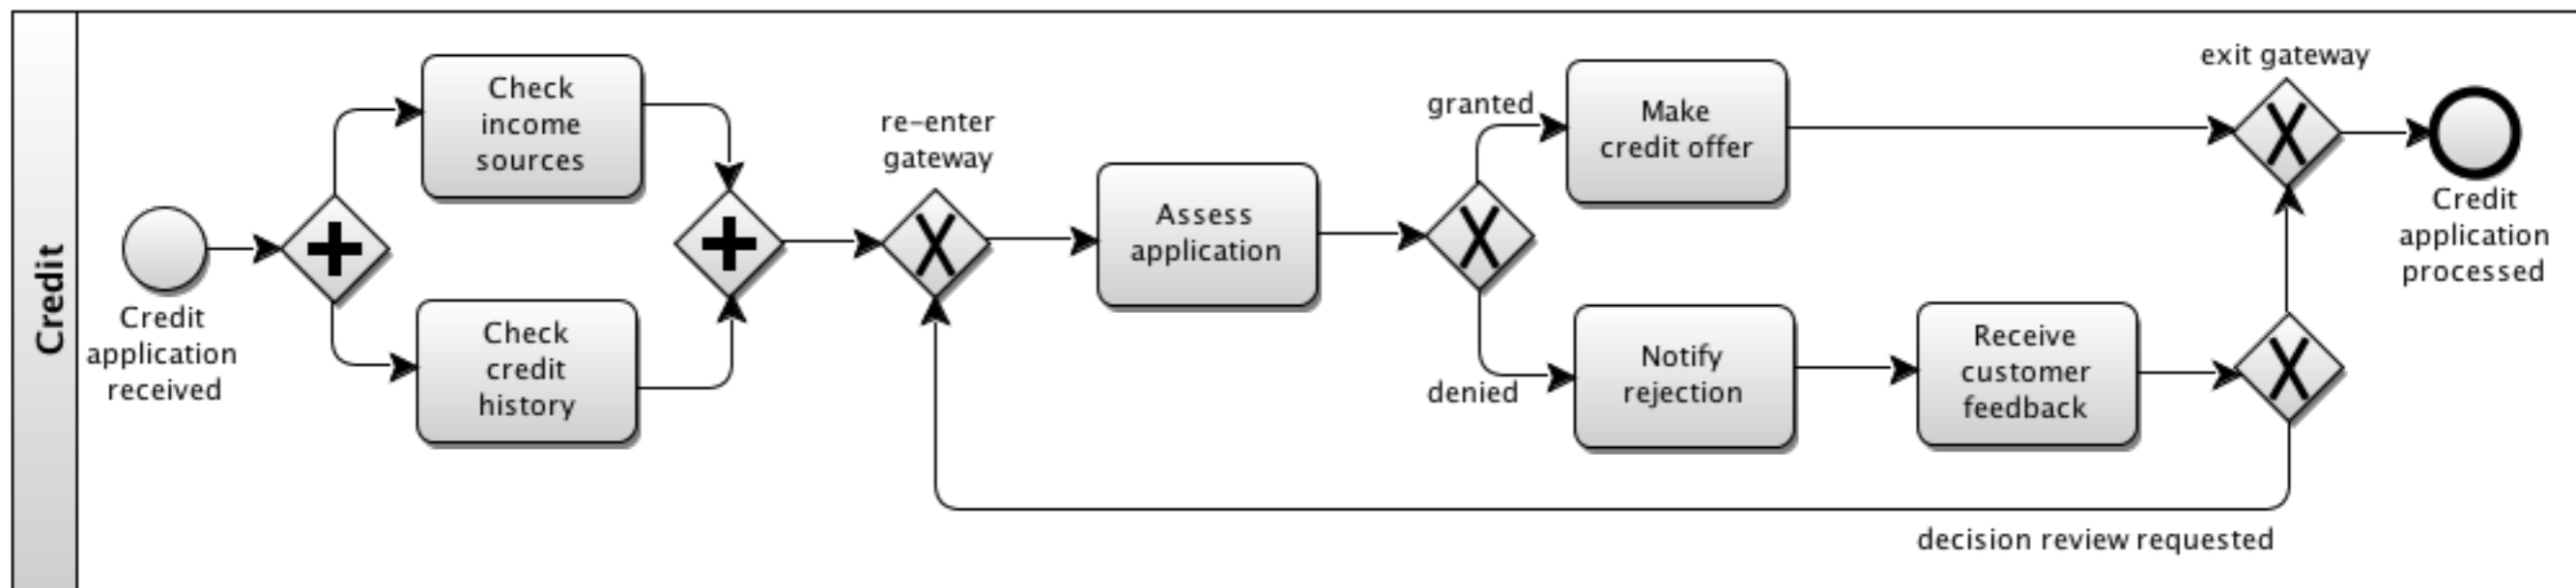 Credit
Credit
application
received
Check
income
sources
Check
credit
history
re-enter
gateway
Assess
application
granted
denied
Make
credit offer
Notify
rejection
Receive
customer
feedback
decision review requested
exit gateway
Credit
application
processed